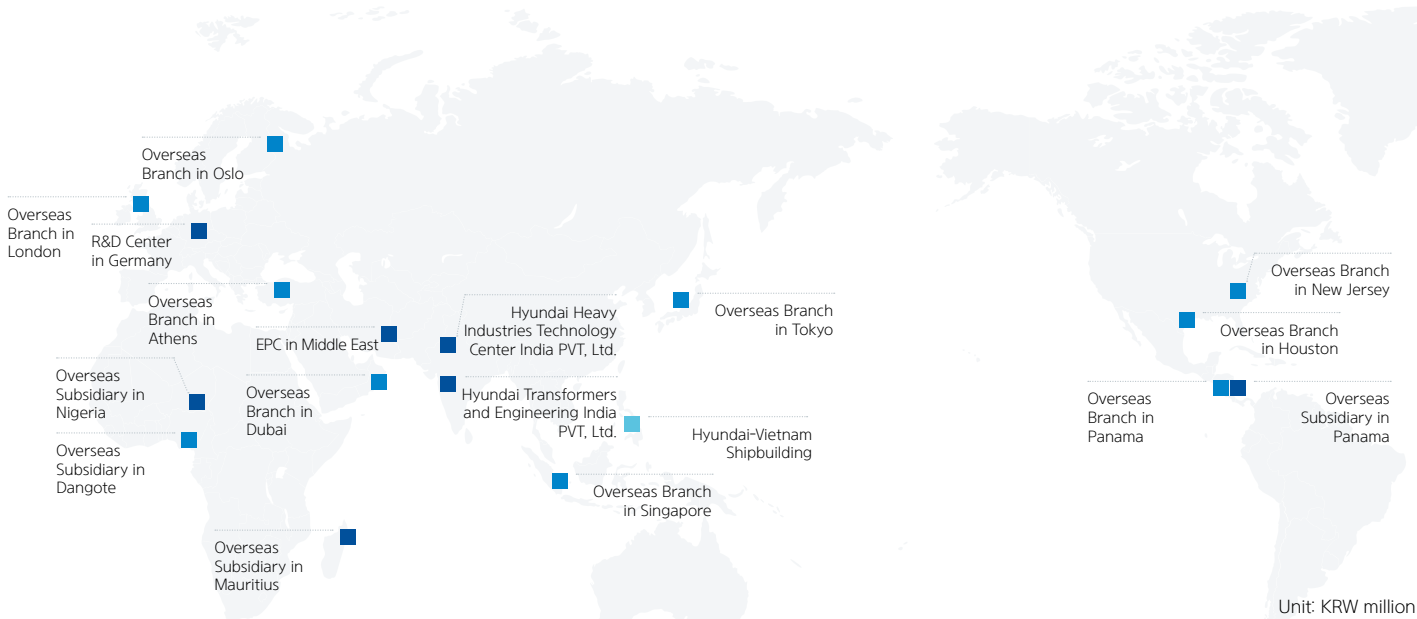 Overseas
Branch in Oslo
Overseas
Branch in
London
R&D Center
in Germany
Overseas
Branch in
Athens
EPC in Middle East
Hyundai Heavy
Industries Technology
Center India PVT, Ltd.
Overseas Branch
in Tokyo
Overseas Branch
in New Jersey
Overseas Branch
in Houston
Overseas
Subsidiary in
Nigeria
Overseas
Branch in
Dubai
Hyundai Transformers
and Engineering India
PVT, Ltd.
Hyundai-Vietnam
Shipbuilding
Overseas
Branch in
Panama
Overseas
Subsidiary in
Panama
Overseas
Subsidiary in
Dangote
Overseas Branch
in Singapore
Overseas
Subsidiary in
Mauritius
Unit: KRW million